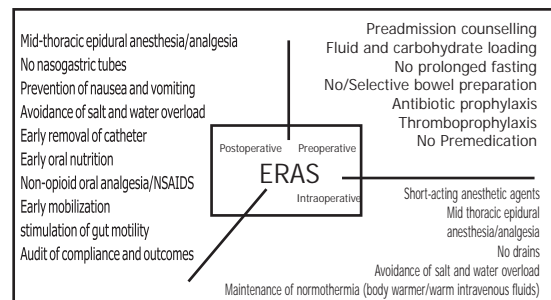 Mid-thoracic epidural anesthesia/analgesia
No nasogastric tubes
Prevention of nausea and vomiting
Avoidance of salt and water overload
Early removal of catheter
Early oral nutrition
Non-opioid oral analgesia/NSAIDS
Early mobilization
stimulation of gut motility
Audit of compliance and outcomes
Preadmission counselling
Fluid and carbohydrate loading
No prolonged fasting
No/Selective bowel preparation
Antibiotic prophylaxis
Thromboprophylaxis
No Premedication
Postoperative Preoperative
ERAS
Intraoperative
Short-acting anesthetic agents
Mid thoracic epidural
anesthesia/analgesia
No drains
Avoidance of salt and water overload
Maintenance of normothermia (body warmer/warm intravenous fluids)